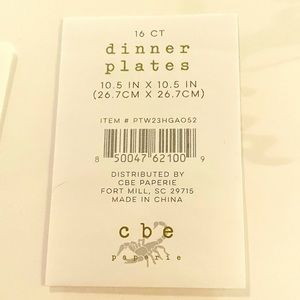 16 CT
dinner
plates
10.5 IN X 10.5 IN
(26.7CM X 26.7CM)
ITEM # PTW23HGAO52
8 50047 62100 9
DISTRIBUTED BY
CBE PAPERIE
FORT MILL, SC 29715
MADE IN CHINA
cbe
paperie